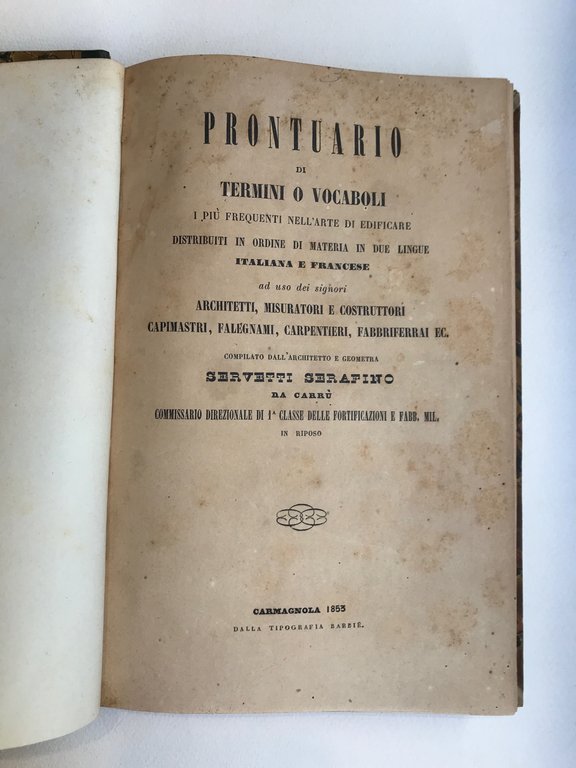 PRONTUARIO
DI
TERMINI O VOCABOLI
I PIÙ FREQUENTI NELL'ARTE DI EDIFICARE
DISTRIBUITI IN ORDINE DI MATERIA IN DUE LINGUE
ITALIANA E FRANCESE
ad uso dei signori
ARCHITETTI, MISURATORI E COSTRUTTORI
CAPIMASTRI, FALEGNAMI, CARPENTIERI, FABBRIFERRAI EC.
COMPILATO DALL'ARCHITETTO E GEOMETRA
SERVETTI SERAFINO
DA CARRÙ
COMMISSARIO DIREZIONALE DI 1ª CLASSE DELLE FORTIFICAZIONI E FABB. MIL.
IN RIPOSO
CARMAGNOLA 1853
DALLA TIPOGRAFIA BARBIÈ.